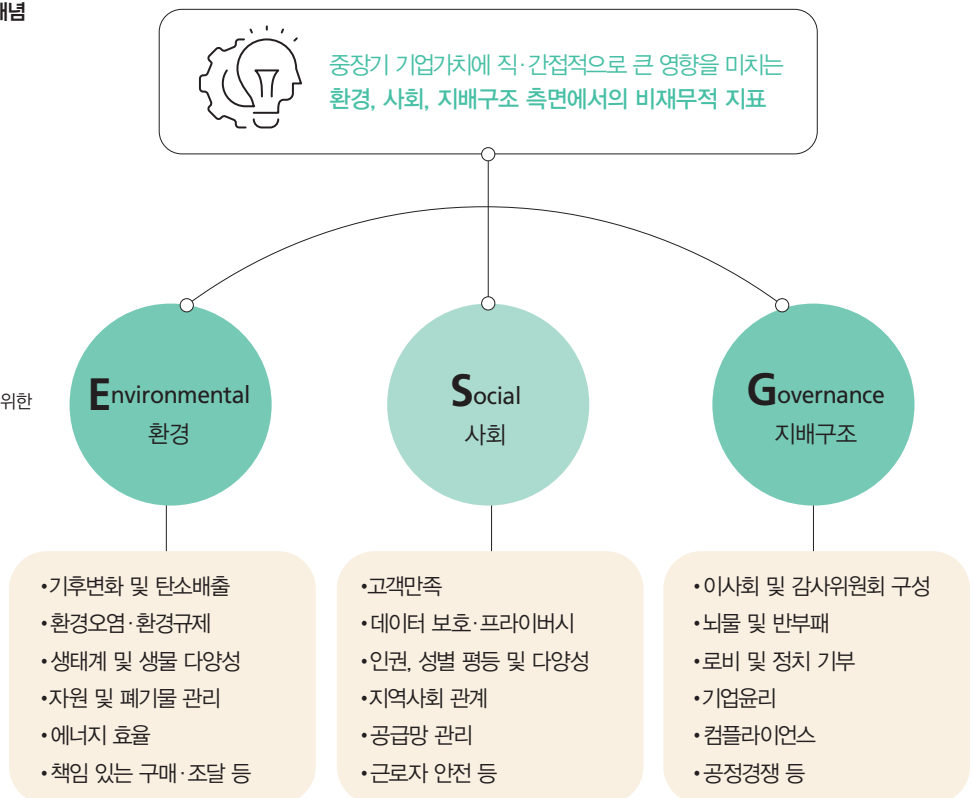 개념
중장기 기업가치에 직·간접적으로 큰 영향을 미치는
환경, 사회, 지배구조 측면에서의 비재무적 지표
위한
Environmental
환경
Social
사회
Governance
지배구조
•기후변화 및 탄소배출
•환경오염·환경규제
•생태계 및 생물 다양성
•자원 및 폐기물 관리
•에너지 효율
•책임 있는 구매·조달 등
•고객만족
•데이터 보호·프라이버시
•인권, 성별 평등 및 다양성
•지역사회 관계
•공급망 관리
•근로자 안전 등
•이사회 및 감사위원회 구성
•뇌물 및 반부패
•로비 및 정치 기부
•기업윤리
•컴플라이언스
•공정경쟁 등